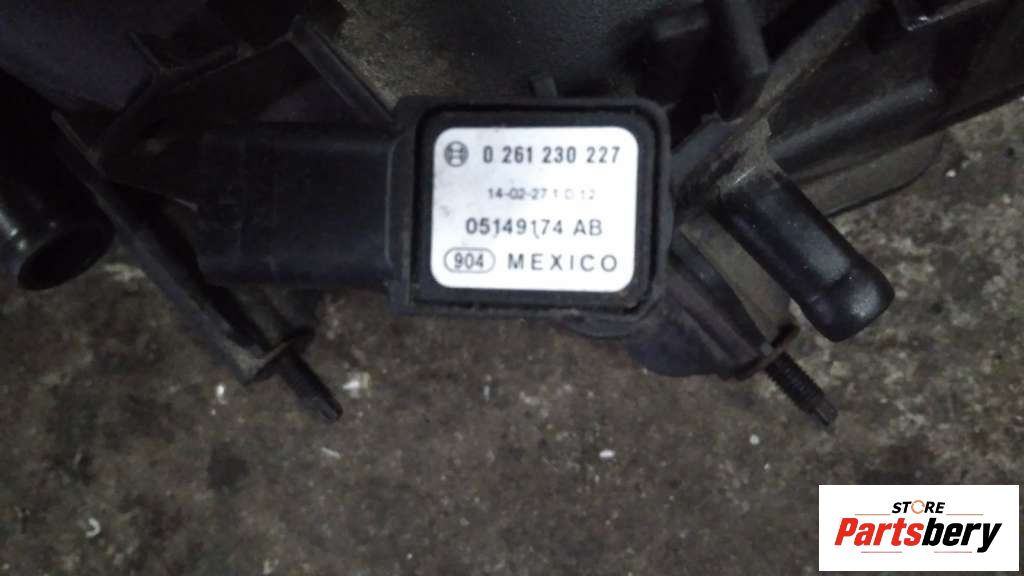 0 261 230 227
14-02-27 1 D 12
05149174 AB
904 MEXICO
STORE
Partsbery